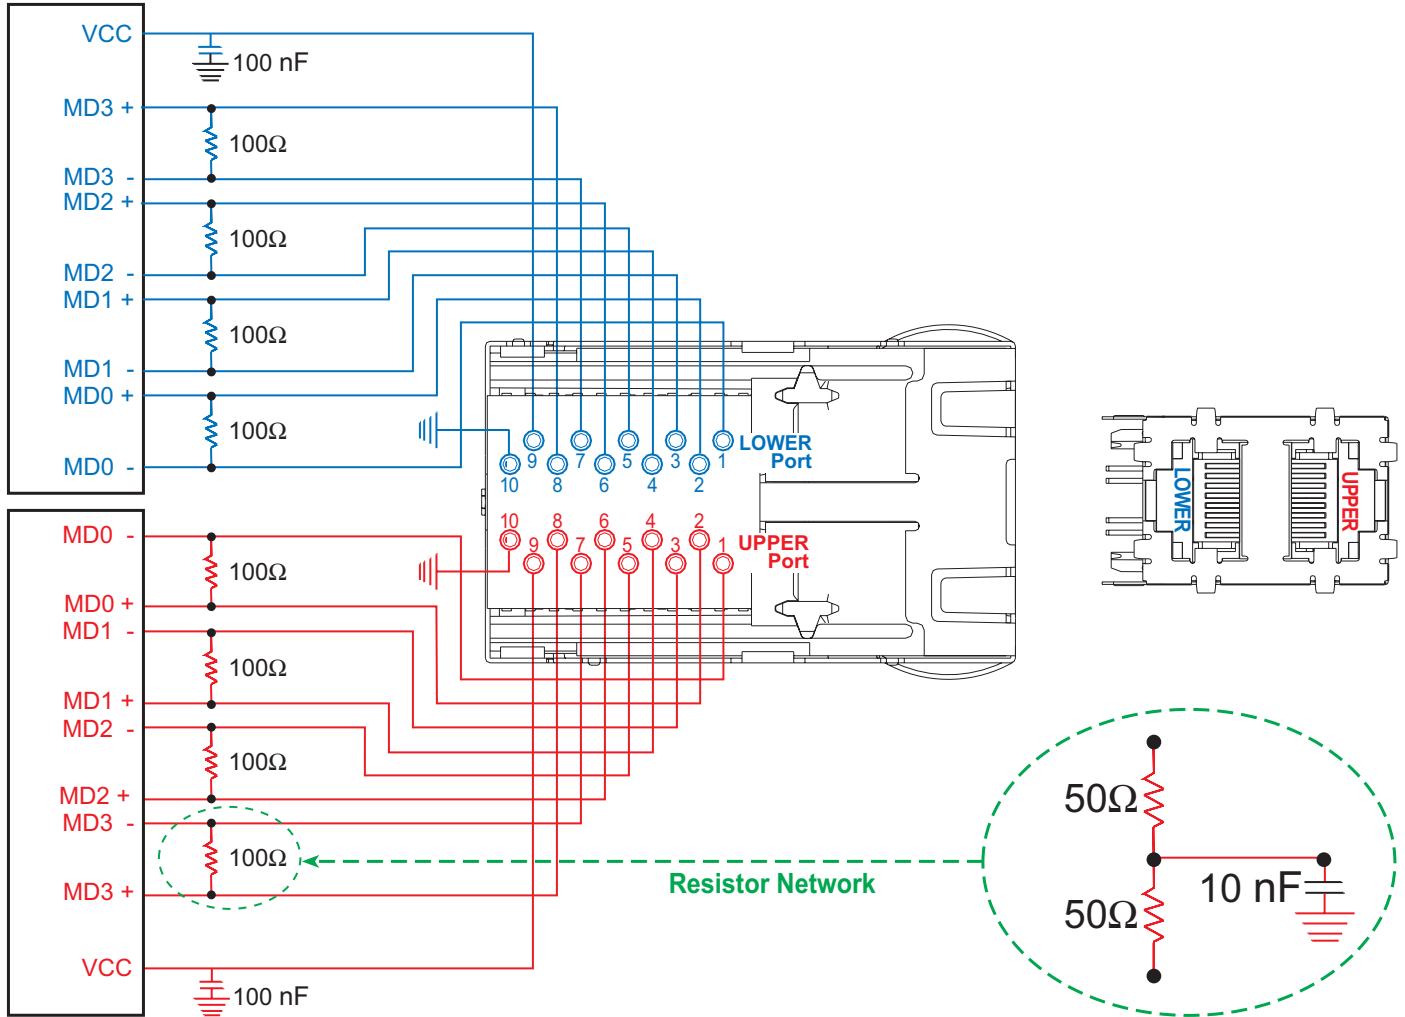 VCC
100 nF
MD3 +
100Ω
MD3 -
MD2 +
100Ω
MD2 -
MD1 +
100Ω
MD1 -
MD0 +
100Ω
MD0 -
9 7 5 3 1
LOWER
Port
10 8 6 4 2
10 8 6 4 2
9 7 5 3 1
UPPER
Port
LOWER
UPPER
MD0 -
100Ω
MD0 +
MD1 -
100Ω
MD1 +
MD2 -
100Ω
MD2 +
MD3 -
100Ω
MD3 +
VCC
100 nF
Resistor Network
50Ω
50Ω
10 nF